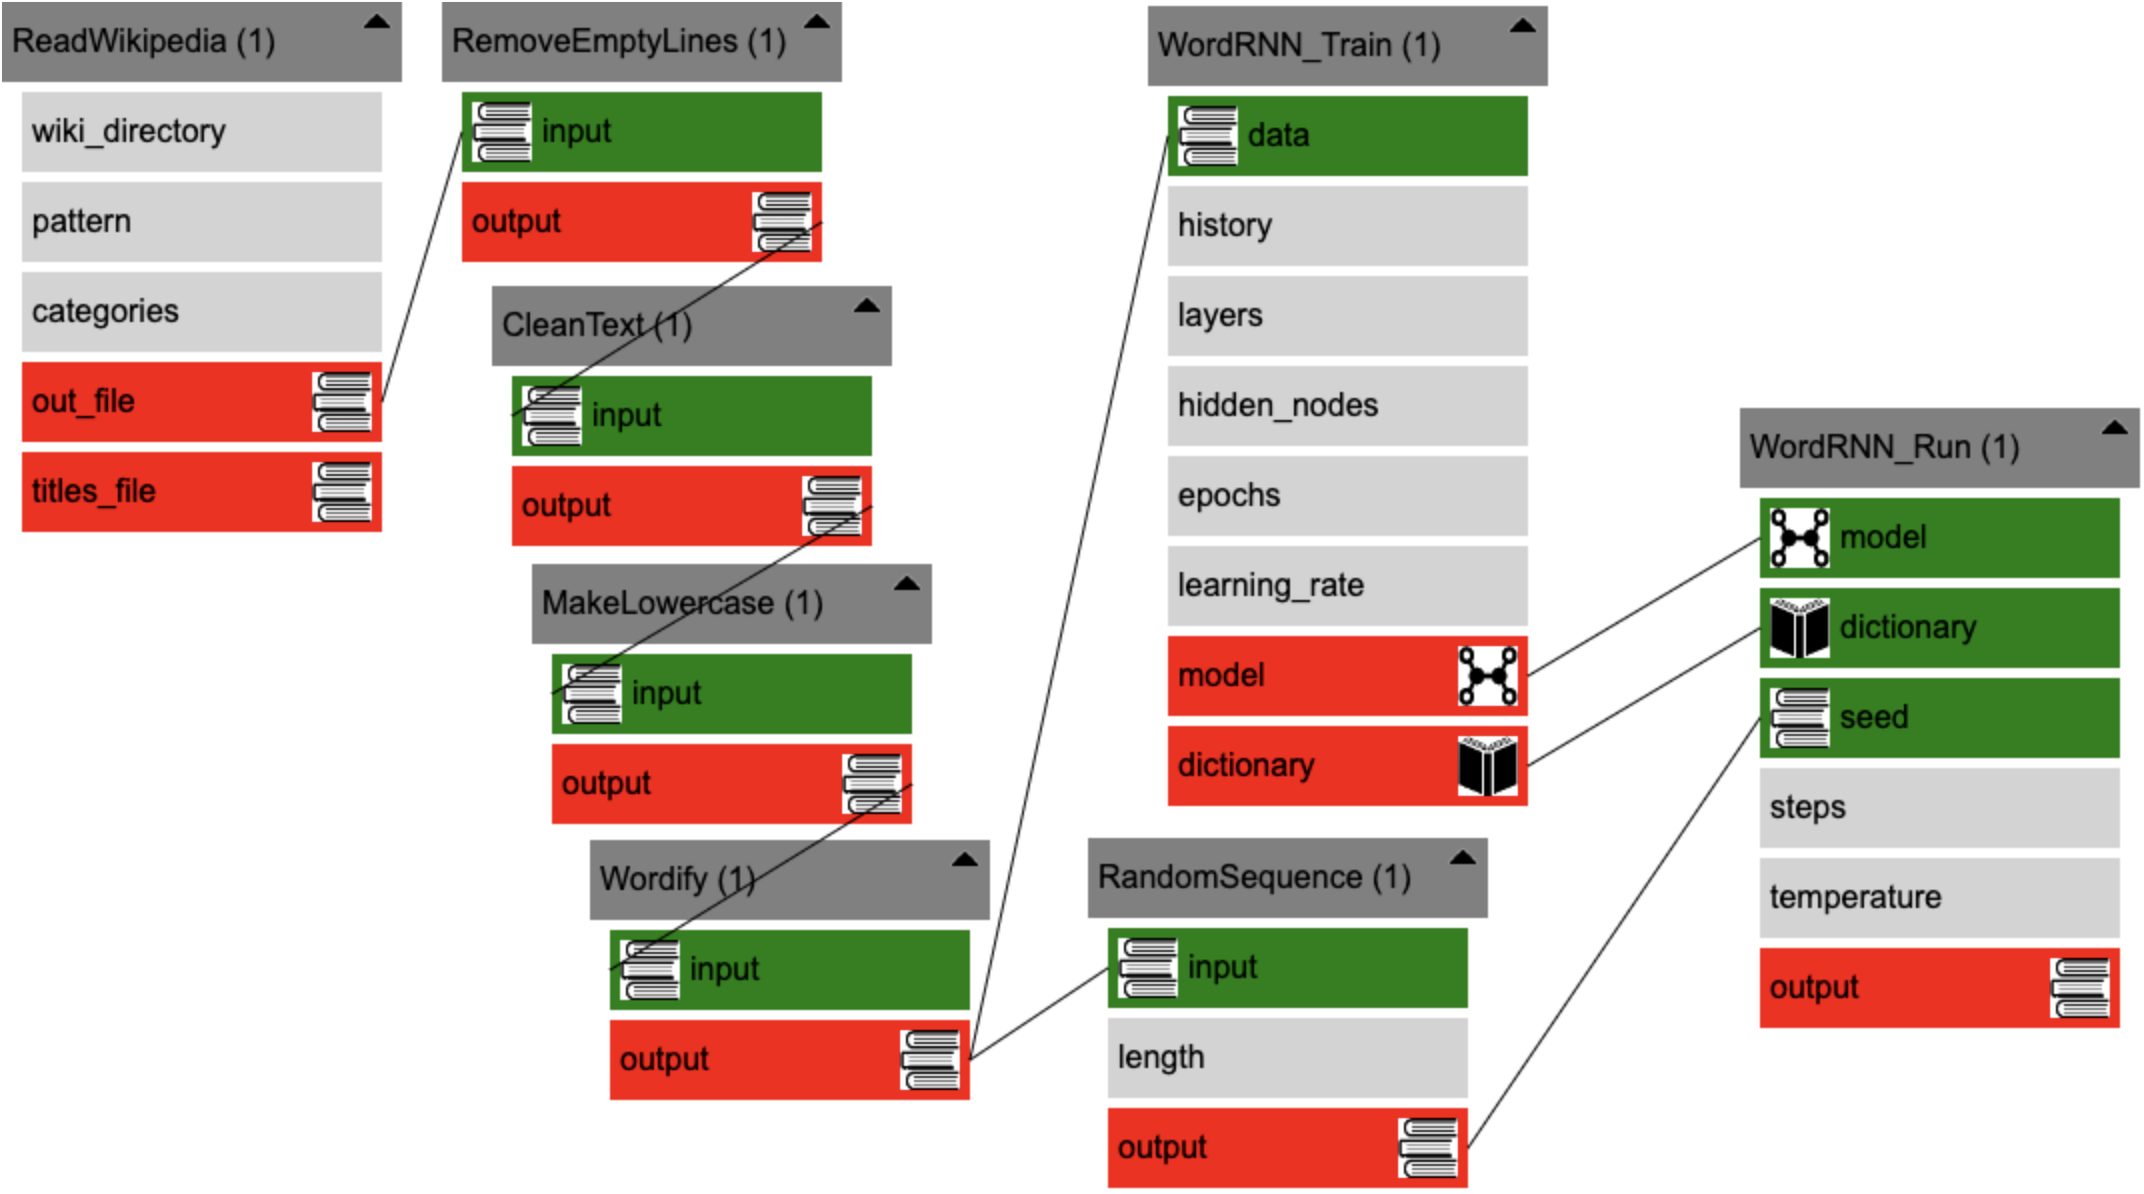 ReadWikipedia (1)
wiki_directory
pattern
categories
out_file
titles_file
RemoveEmptyLines (1)
input
output
CleanText (1)
input
output
MakeLowercase (1)
input
output
Wordify (1)
input
output
WordRNN_Train (1)
data
history
layers
hidden_nodes
epochs
learning_rate
model
dictionary
RandomSequence (1)
input
length
output
WordRNN_Run (1)
model
dictionary
seed
steps
temperature
output